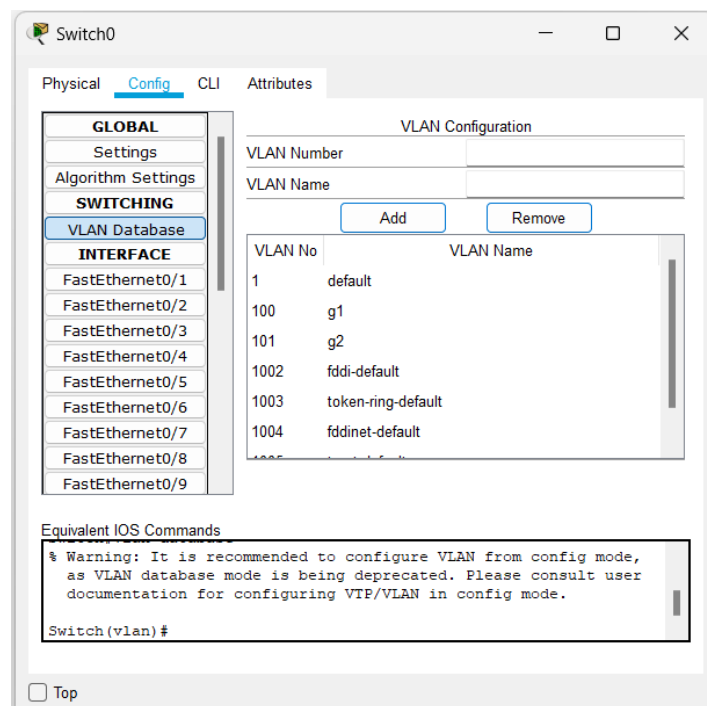 Switch0
Physical Config CLI Attributes
GLOBAL
Settings
Algorithm Settings
SWITCHING
VLAN Database
INTERFACE
FastEthernet0/1
FastEthernet0/2
FastEthernet0/3
FastEthernet0/4
FastEthernet0/5
FastEthernet0/6
FastEthernet0/7
FastEthernet0/8
FastEthernet0/9
VLAN Configuration
VLAN Number
VLAN Name
Add Remove
VLAN No VLAN Name
1 default
100 g1
101 g2
1002 fddi-default
1003 token-ring-default
1004 fddinet-default
Equivalent IOS Commands
% Warning: It is recommended to configure VLAN from config mode,
as VLAN database mode is being deprecated. Please consult user
documentation for configuring VTP/VLAN in config mode.
Switch(vlan)#
Top